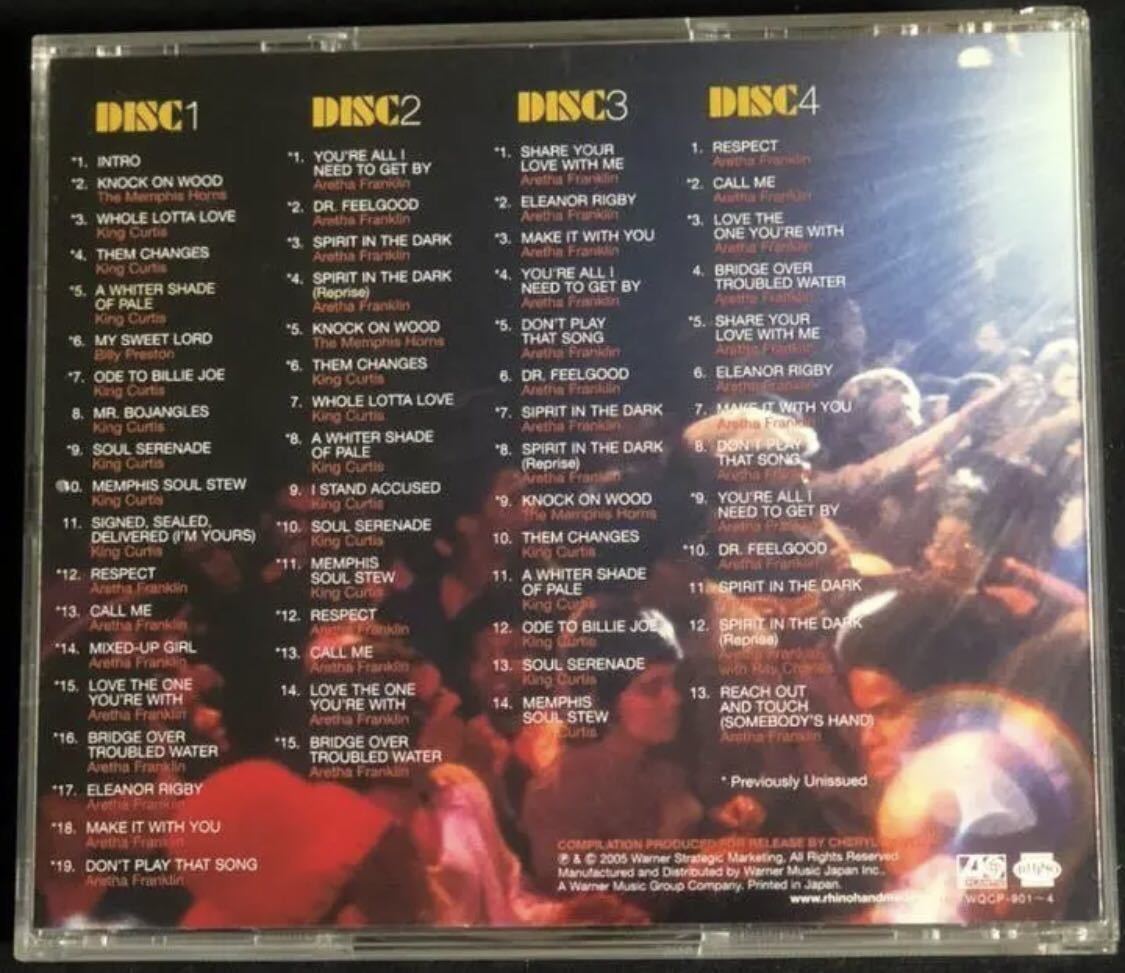 DISC1
*1. INTRO
*2. KNOCK ON WOOD
The Memphis Horns
*3. WHOLE LOTTA LOVE
King Curtis
*4. THEM CHANGES
King Curtis
*5. A WHITER SHADE
OF PALE
King Curtis
*6. MY SWEET LORD
Billy Preston
*7. ODE TO BILLIE JOE
King Curtis
8. MR. BOJANGLES
King Curtis
*9. SOUL SERENADE
King Curtis
*10. MEMPHIS SOUL STEW
King Curtis
11. SIGNED, SEALED,
DELIVERED (I'M YOURS)
King Curtis
*12. RESPECT
Aretha Franklin
*13. CALL ME
Aretha Franklin
*14. MIXED-UP GIRL
Aretha Franklin
*15. LOVE THE ONE
YOU'RE WITH
Aretha Franklin
*16. BRIDGE OVER
TROUBLED WATER
Aretha Franklin
*17. ELEANOR RIGBY
Aretha Franklin
*18. MAKE IT WITH YOU
Aretha Franklin
*19. DON'T PLAY THAT SONG
Aretha Franklin
DISC2
*1. YOU'RE ALL I
NEED TO GET BY
Aretha Franklin
*2. DR. FEELGOOD
Aretha Franklin
*3. SPIRIT IN THE DARK
Aretha Franklin
*4. SPIRIT IN THE DARK
(Reprise)
Aretha Franklin
*5. KNOCK ON WOOD
The Memphis Horns
*6. THEM CHANGES
King Curtis
7. WHOLE LOTTA LOVE
King Curtis
*8. A WHITER SHADE
OF PALE
King Curtis
9. I STAND ACCUSED
King Curtis
*10. SOUL SERENADE
King Curtis
*11. MEMPHIS
SOUL STEW
King Curtis
*12. RESPECT
Aretha Franklin
*13. CALL ME
Aretha Franklin
14. LOVE THE ONE
YOU'RE WITH
Aretha Franklin
*15. BRIDGE OVER
TROUBLED WATER
Aretha Franklin
DISC3
*1. SHARE YOUR
LOVE WITH ME
Aretha Franklin
*2. ELEANOR RIGBY
Aretha Franklin
*3. MAKE IT WITH YOU
Aretha Franklin
*4. YOU'RE ALL I
NEED TO GET BY
Aretha Franklin
*5. DON'T PLAY
THAT SONG
Aretha Franklin
6. DR. FEELGOOD
Aretha Franklin
*7. SIPRIT IN THE DARK
Aretha Franklin
*8. SPIRIT IN THE DARK
(Reprise)
Aretha Franklin
*9. KNOCK ON WOOD
The Memphis Horns
10. THEM CHANGES
King Curtis
11. A WHITER SHADE
OF PALE
King Curtis
12. ODE TO BILLIE JOE
King Curtis
13. SOUL SERENADE
King Curtis
14. MEMPHIS
SOUL STEW
Curtis
DISC4
1. RESPECT
Aretha Franklin
*2. CALL ME
Aretha Franklin
*3. LOVE THE
ONE YOU'RE WITH
Aretha Franklin
4. BRIDGE OVER
TROUBLED WATER
Aretha Franklin
*5. SHARE YOUR
LOVE WITH ME
Aretha Franklin
6. ELEANOR RIGBY
Aretha Franklin
7. MAKE IT WITH YOU
Aretha Franklin
8. DON'T PLAY
THAT SONG
*9. YOU'RE ALL I
NEED TO GET BY
Aretha Franklin
*10. DR. FEELGOOD
Aretha Franklin
11. SPIRIT IN THE DARK
12. SPIRIT IN THE DARK
(Reprise)
Aretha Franklin
with Ray Charles
13. REACH OUT
AND TOUCH
(SOMEBODY'S HAND)
Aretha Franklin
* Previously Unissued
COMPILATION PRODUCED FOR RELEASE BY CHERYL
℗ & © 2005 Warner Strategic Marketing. All Rights Reserved
Manufactured and Distributed by Warner Music Japan Inc.,
A Warner Music Group Company. Printed in Japan.
WQCP-901~4